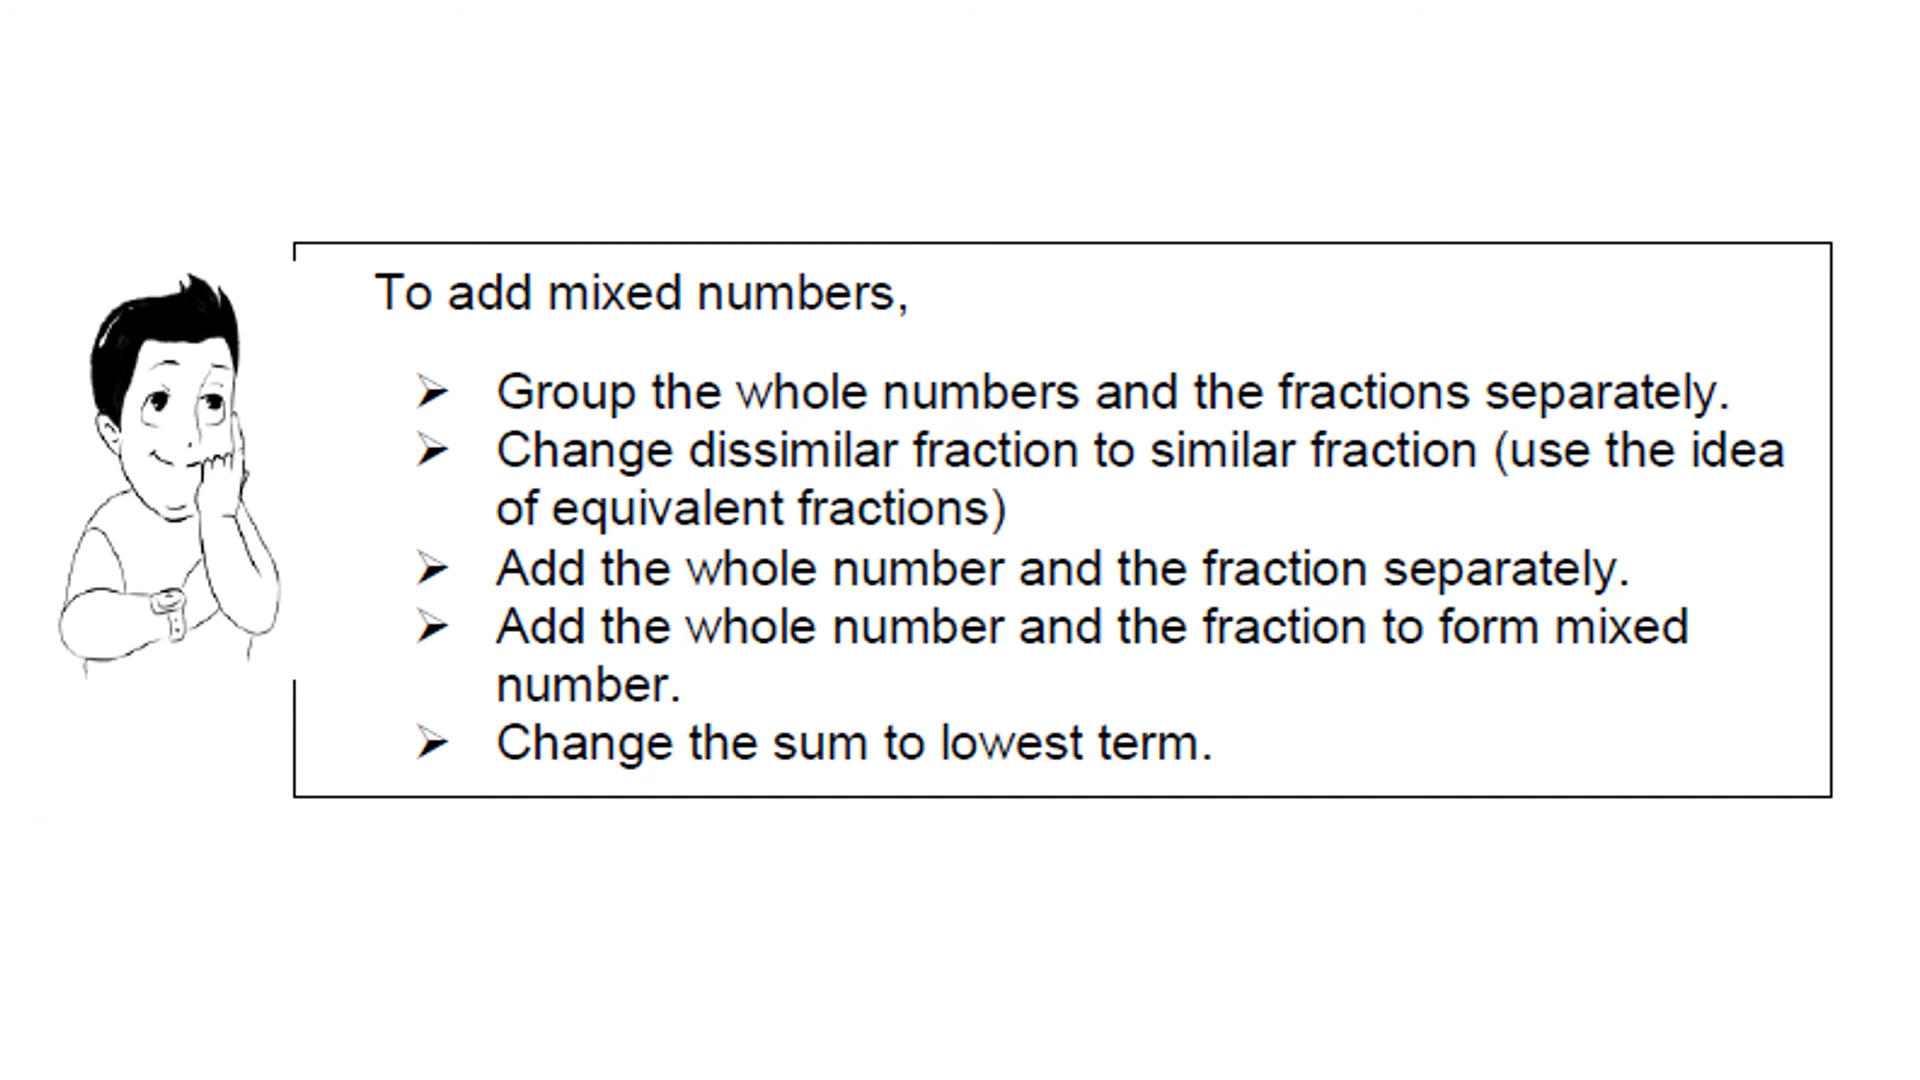 To add mixed numbers,
➢ Group the whole numbers and the fractions separately.
➢ Change dissimilar fraction to similar fraction (use the idea
of equivalent fractions)
➢ Add the whole number and the fraction separately.
➢ Add the whole number and the fraction to form mixed
number.
➢ Change the sum to lowest term.